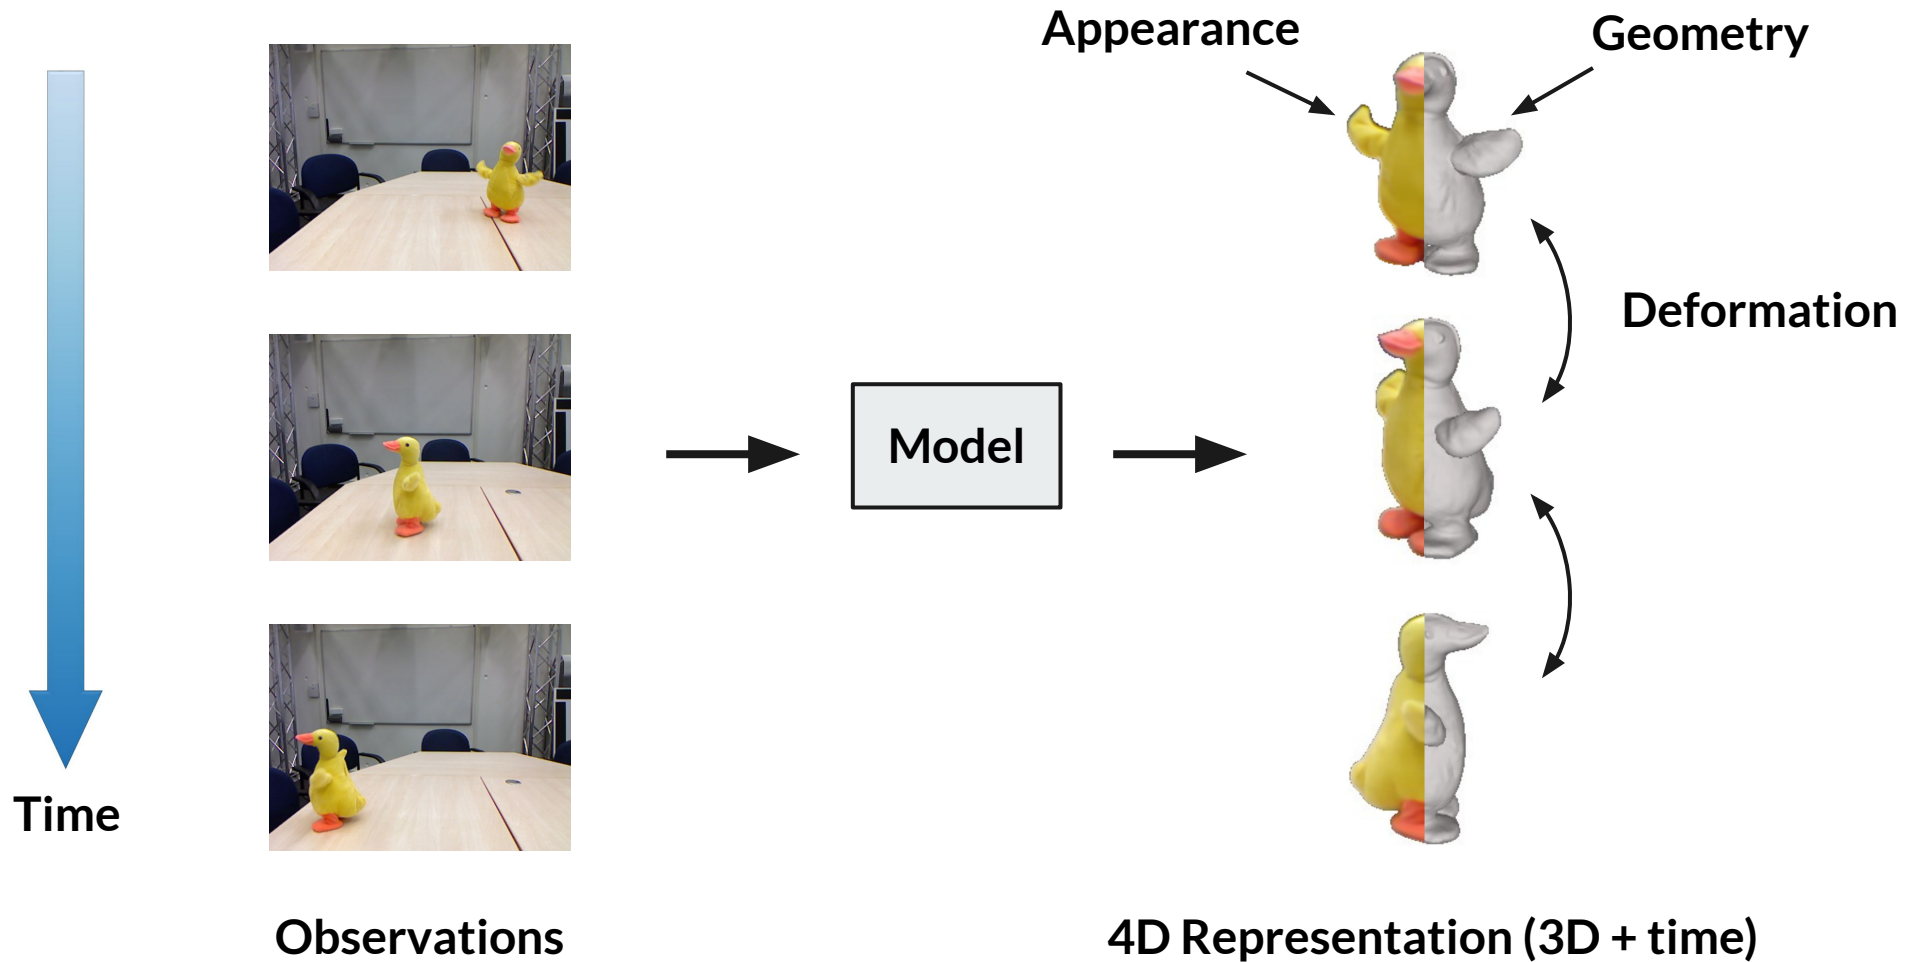 Appearance
Geometry
Deformation
Model
Time
Observations
4D Representation (3D + time)